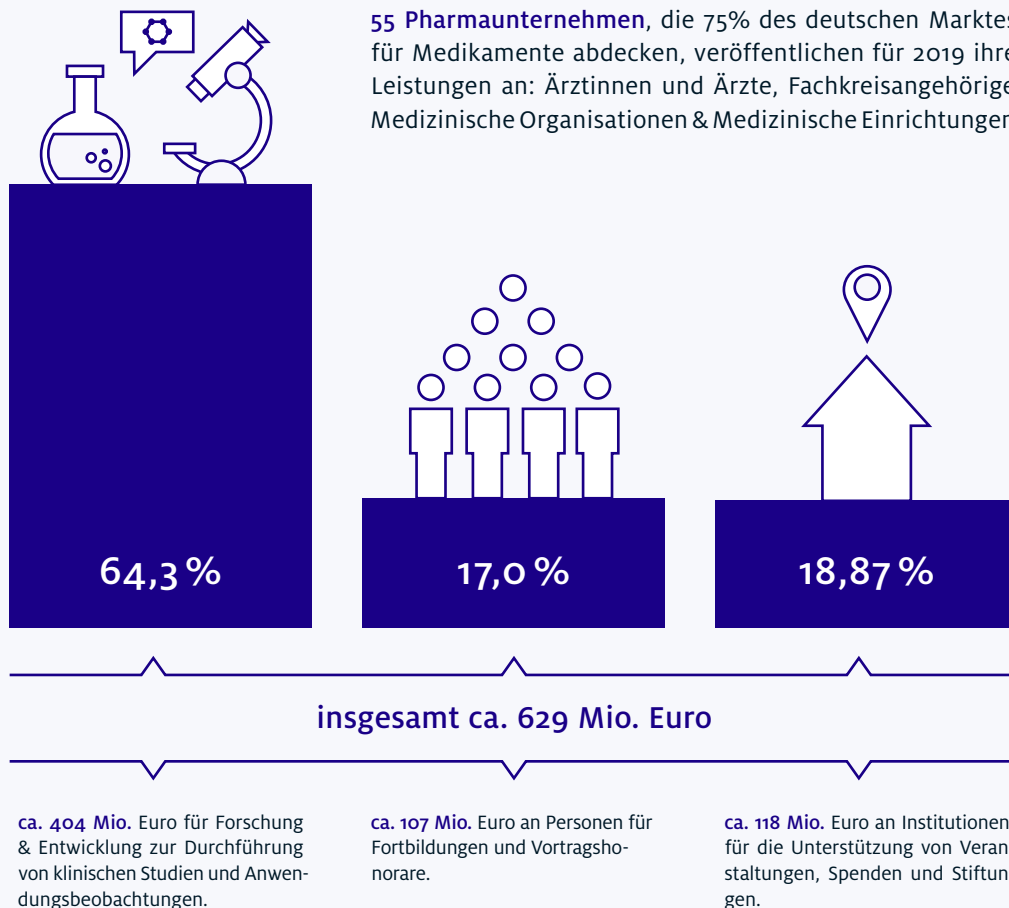 55 Pharmaunternehmen, die 75% des deutschen Marktes
für Medikamente abdecken, veröffentlichen für 2019 ihre
Leistungen an: Ärztinnen und Ärzte, Fachkreisangehörige
Medizinische Organisationen & Medizinische Einrichtungen
64,3 %
17,0 %
18,87 %
insgesamt ca. 629 Mio. Euro
ca. 404 Mio. Euro für Forschung
& Entwicklung zur Durchführung
von klinischen Studien und Anwen-
dungsbeobachtungen.
ca. 107 Mio. Euro an Personen für
Fortbildungen und Vortragsho-
norare.
ca. 118 Mio. Euro an Institutionen
für die Unterstützung von Veran
staltungen, Spenden und Stiftun
gen.